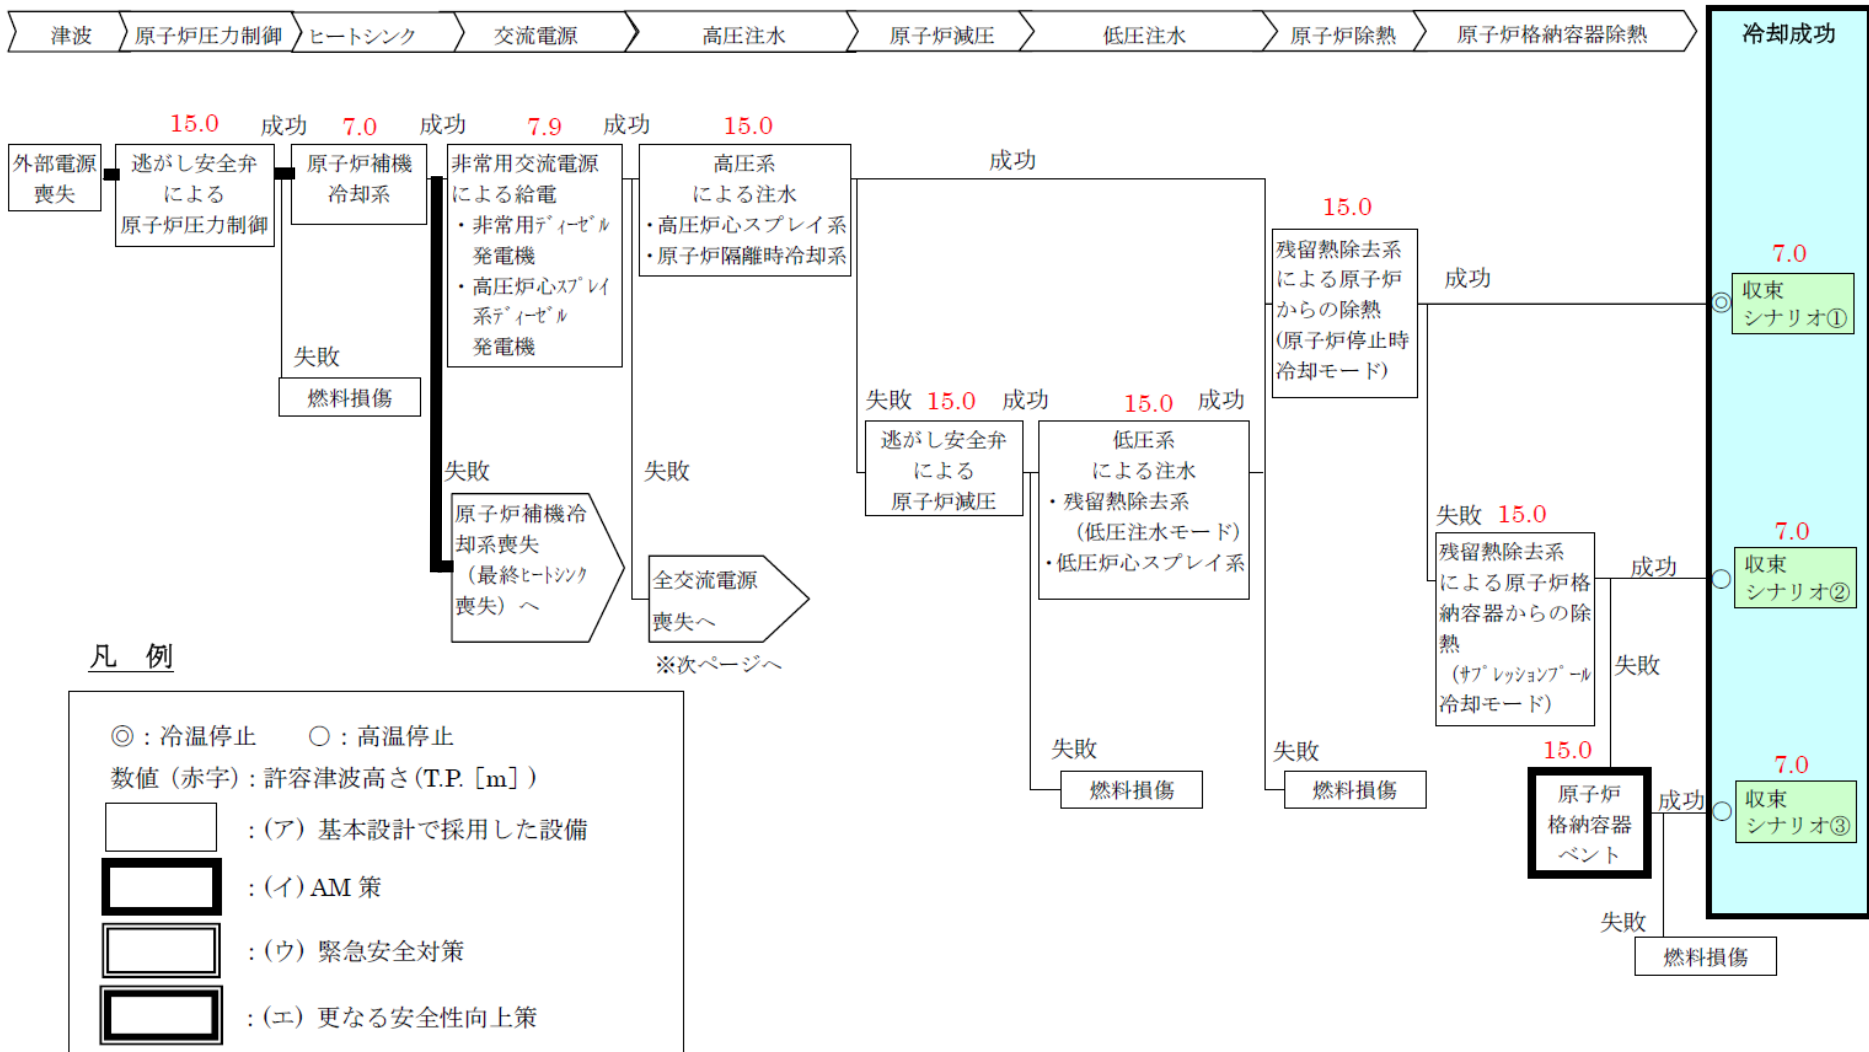 津波
原子炉圧力制御
ヒートシンク
交流電源
高圧注水
原子炉減圧
低圧注水
原子炉除熱
原子炉格納容器除熱
冷却成功
15.0
成功
7.0
成功
7.9
成功
15.0
外部電源
喪失
逃がし安全弁
による
原子炉圧力制御
原子炉補機
冷却系
非常用交流電源
による給電
・非常用ディーゼル
発電機
・高圧炉心スプレイ
系ディーゼル
発電機
高圧系
による注水
・高圧炉心スプレイ系
・原子炉隔離時冷却系
成功
15.0
残留熱除去系
による原子炉
からの除熱
(原子炉停止時
冷却モード)
成功
7.0
◎
収束
シナリオ①
失敗
燃料損傷
失敗
原子炉補機冷
却系喪失
（最終ヒートシンク
喪失）へ
失敗
全交流電源
喪失へ
※次ページへ
失敗
15.0
成功
逃がし安全弁
による
原子炉減圧
15.0
成功
低圧系
による注水
・残留熱除去系
（低圧注水モード）
・低圧炉心スプレイ系
失敗
15.0
残留熱除去系
による原子炉格
納容器からの除
熱
（サプレッションプール
冷却モード）
成功
7.0
○
収束
シナリオ②
失敗
失敗
燃料損傷
失敗
燃料損傷
15.0
原子炉
格納容器
ベント
成功
7.0
○
収束
シナリオ③
失敗
燃料損傷
凡　例
◎：冷温停止　　○：高温停止
数値（赤字）：許容津波高さ(T.P.［m］)
：(ア) 基本設計で採用した設備
：(イ) AM 策
：(ウ) 緊急安全対策
：(エ) 更なる安全性向上策